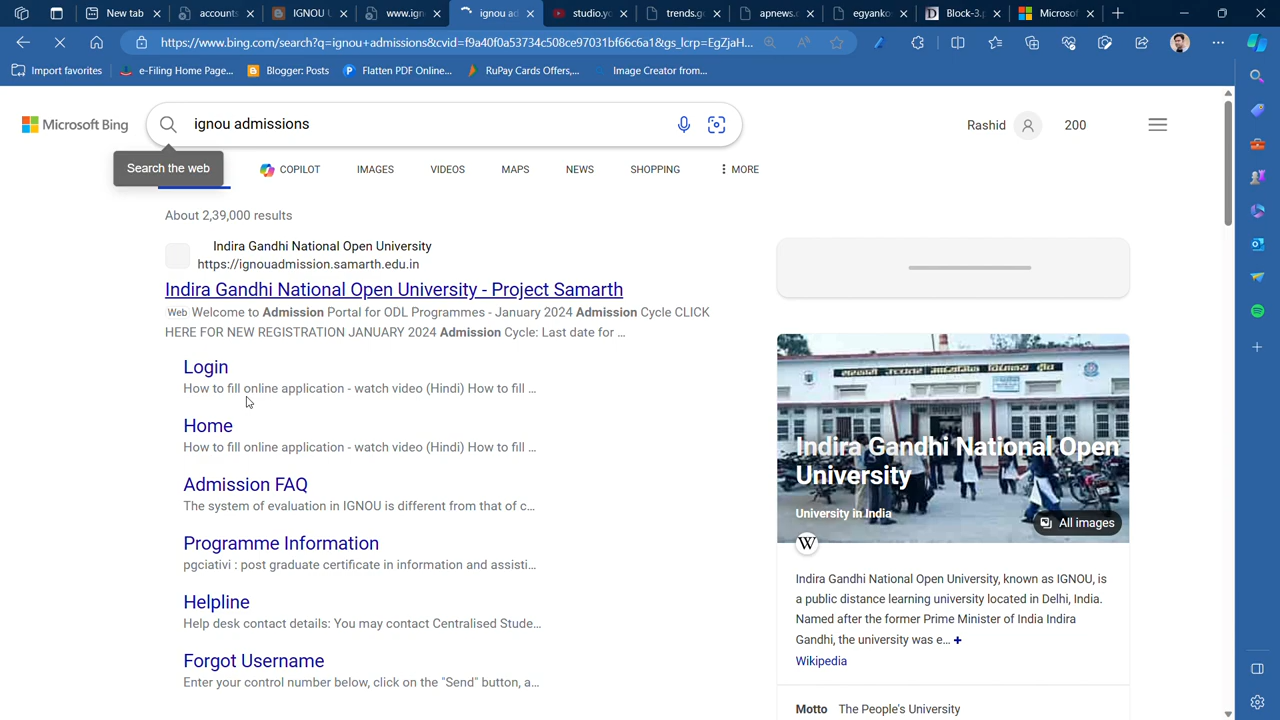 New tab
accounts
IGNOU U
www.ign
ignou ad
studio.yo
trends.g
apnews.c
egyanko
Block-3.p
Microsof
https://www.bing.com/search?q=ignou+admissions&cvid=f9a40f0a53734c508ce97031bf66c6a1&gs_lcrp=EgZjaH...
Import favorites
e-Filing Home Page...
Blogger: Posts
Flatten PDF Online...
RuPay Cards Offers,...
Image Creator from...
Microsoft Bing
ignou admissions
Rashid
200
Search the web
COPILOT
IMAGES
VIDEOS
MAPS
NEWS
SHOPPING
MORE
About 2,39,000 results
Indira Gandhi National Open University
https://ignouadmission.samarth.edu.in
Indira Gandhi National Open University - Project Samarth
Web Welcome to Admission Portal for ODL Programmes - January 2024 Admission Cycle CLICK
HERE FOR NEW REGISTRATION JANUARY 2024 Admission Cycle: Last date for ...
Login
How to fill online application - watch video (Hindi) How to fill ...
Home
How to fill online application - watch video (Hindi) How to fill ...
Admission FAQ
The system of evaluation in IGNOU is different from that of c...
Programme Information
pgciativi : post graduate certificate in information and assisti...
Helpline
Help desk contact details: You may contact Centralised Stude...
Forgot Username
Enter your control number below, click on the "Send" button, a...
Indira Gandhi National Open
University
University in India
All images
W
Indira Gandhi National Open University, known as IGNOU, is
a public distance learning university located in Delhi, India.
Named after the former Prime Minister of India Indira
Gandhi, the university was e... +
Wikipedia
Motto The People's University